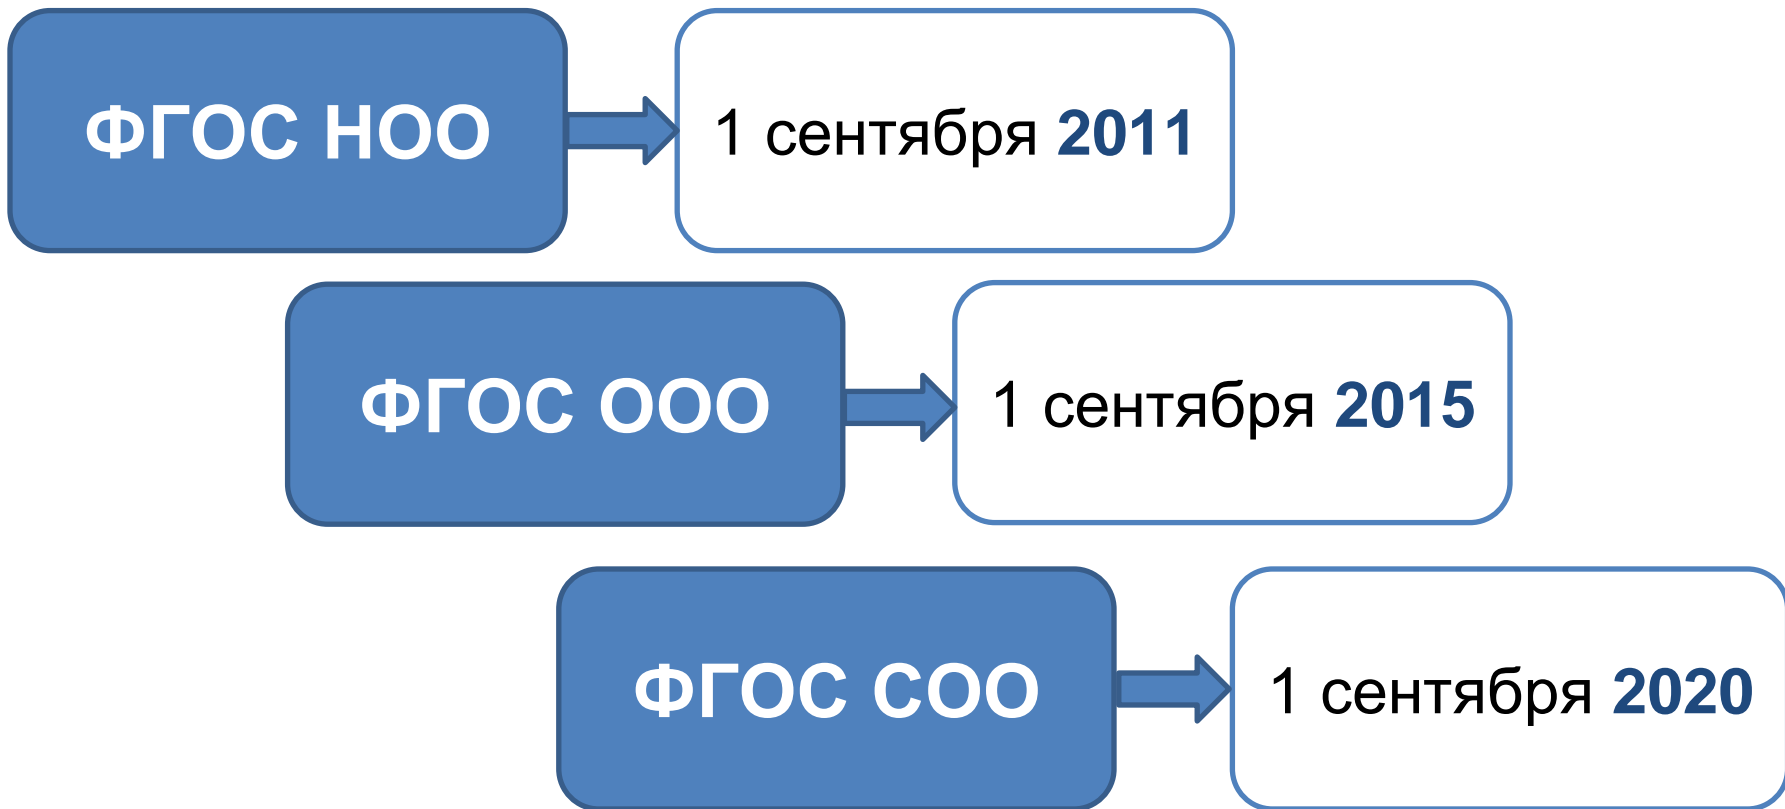 ФГОС НОО
1 сентября 2011
ФГОС ООО
1 сентября 2015
ФГОС СОО
1 сентября 2020